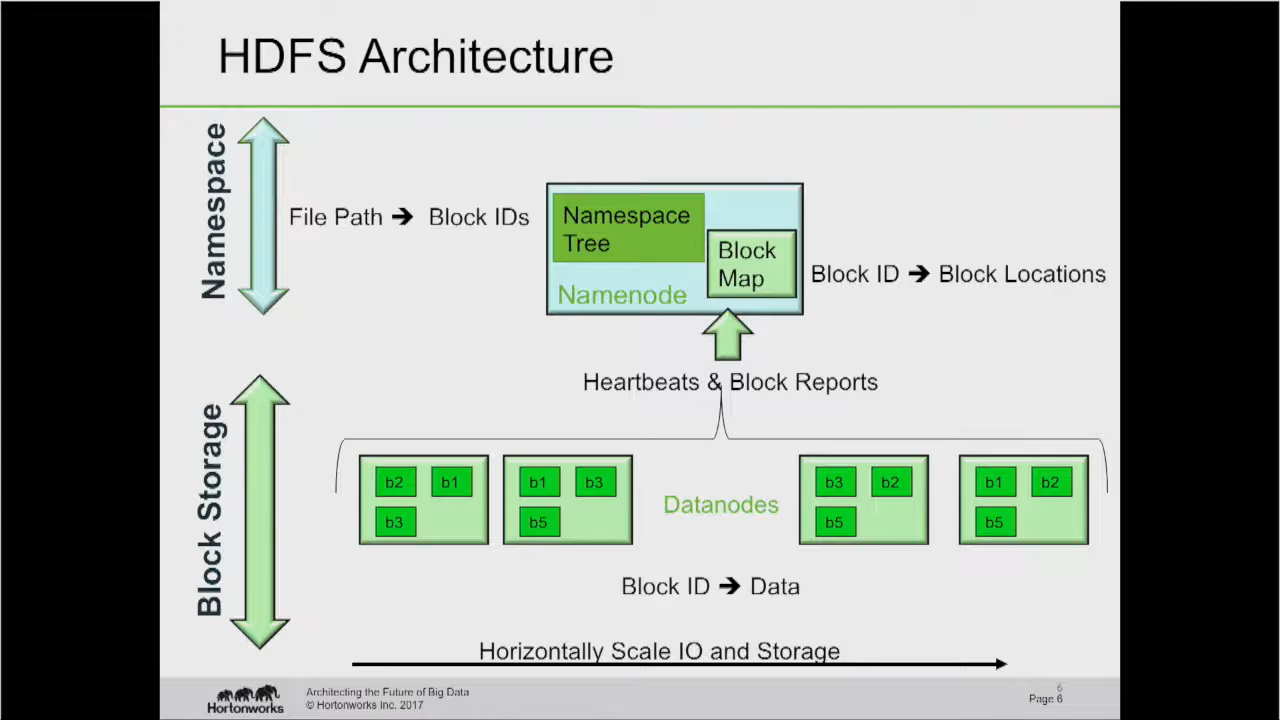 HDFS Architecture
Namespace
File Path ➔ Block IDs
Namespace
Tree
Block
Map
Namenode
Block ID ➔ Block Locations
Heartbeats & Block Reports
Block Storage
b2 b1
b3
b1 b3
b5
Datanodes
b3 b2
b5
b1 b2
b5
Block ID ➔ Data
Horizontally Scale IO and Storage
Hortonworks
Architecting the Future of Big Data
© Hortonworks Inc. 2017
6
Page 6